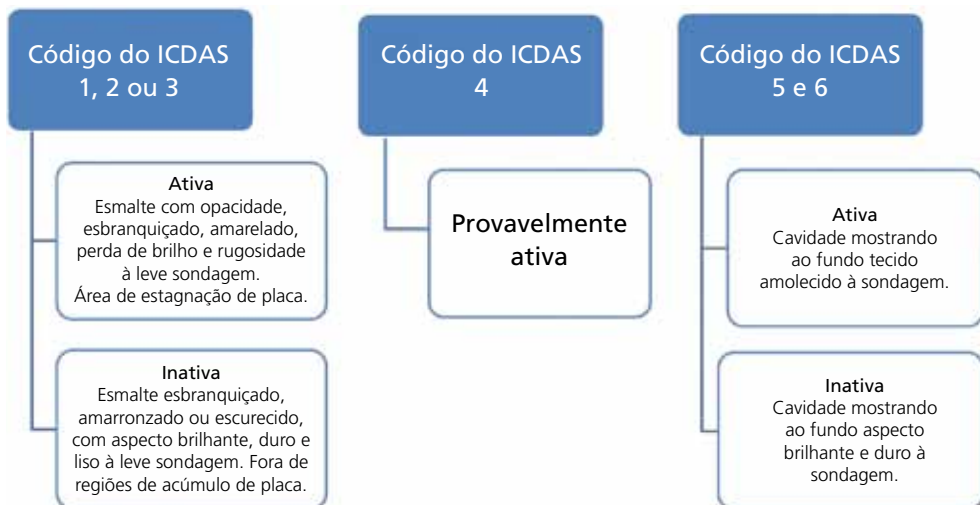 Código do ICDAS
1, 2 ou 3
Ativa
Esmalte com opacidade,
esbranquiçado, amarelado,
perda de brilho e rugosidade
à leve sondagem.
Área de estagnação de placa.
Inativa
Esmalte esbranquiçado,
amarronzado ou escurecido,
com aspecto brilhante, duro e
liso à leve sondagem. Fora de
regiões de acúmulo de placa.
Código do ICDAS
4
Provavelmente
ativa
Código do ICDAS
5 e 6
Ativa
Cavidade mostrando
ao fundo tecido
amolecido à sondagem.
Inativa
Cavidade mostrando
ao fundo aspecto
brilhante e duro à
sondagem.